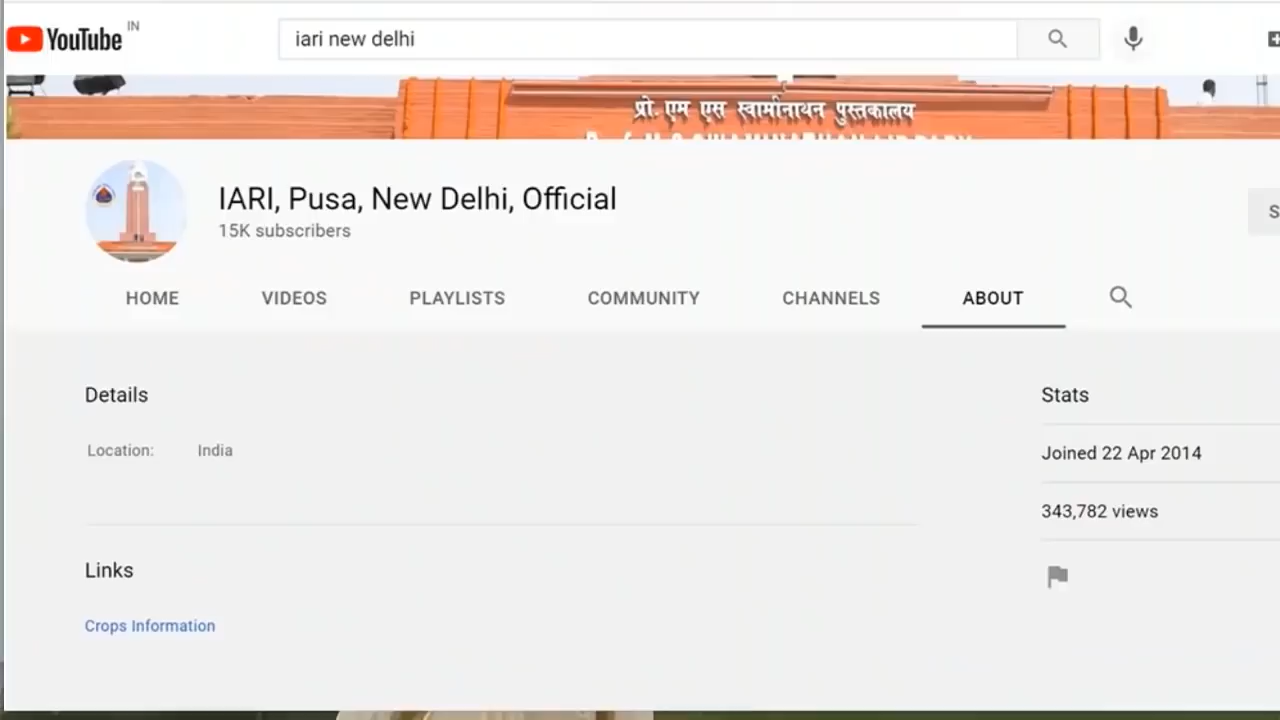 YouTube IN
iari new delhi
प्रो. एम एस स्वामीनाथन पुस्तकालय
IARI, Pusa, New Delhi, Official
15K subscribers
HOME VIDEOS PLAYLISTS COMMUNITY CHANNELS ABOUT
Details
Location: India
Links
Crops Information
Stats
Joined 22 Apr 2014
343,782 views